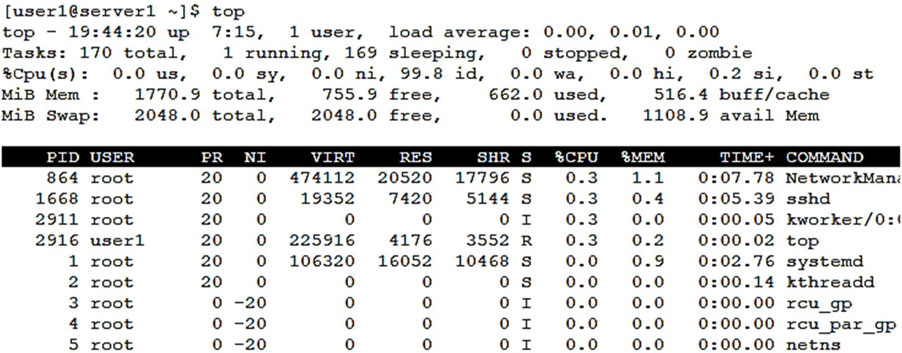 [user1@server1 ~]$ top
top - 19:44:20 up  7:15,  1 user,  load average: 0.00, 0.01, 0.00
Tasks: 170 total,   1 running, 169 sleeping,   0 stopped,   0 zombie
%Cpu(s):  0.0 us,  0.0 sy,  0.0 ni, 99.8 id,  0.0 wa,  0.0 hi,  0.2 si,  0.0 st
MiB Mem :   1770.9 total,    755.9 free,    662.0 used,    516.4 buff/cache
MiB Swap:   2048.0 total,   2048.0 free,      0.0 used.   1108.9 avail Mem
PID USER      PR  NI    VIRT    RES    SHR S  %CPU  %MEM     TIME+ COMMAND
864 root      20   0  474112  20520  17796 S   0.3   1.1   0:07.78 NetworkMana
1668 root      20   0   19352   7420   5144 S   0.3   0.4   0:05.39 sshd
2911 root      20   0       0      0      0 I   0.3   0.0   0:00.05 kworker/0:
2916 user1     20   0  225916   4176   3552 R   0.3   0.2   0:00.02 top
1 root      20   0  106320  16052  10468 S   0.0   0.9   0:02.76 systemd
2 root      20   0       0      0      0 S   0.0   0.0   0:00.14 kthreadd
3 root       0 -20       0      0      0 I   0.0   0.0   0:00.00 rcu_gp
4 root       0 -20       0      0      0 I   0.0   0.0   0:00.00 rcu_par_gp
5 root       0 -20       0      0      0 I   0.0   0.0   0:00.00 netns